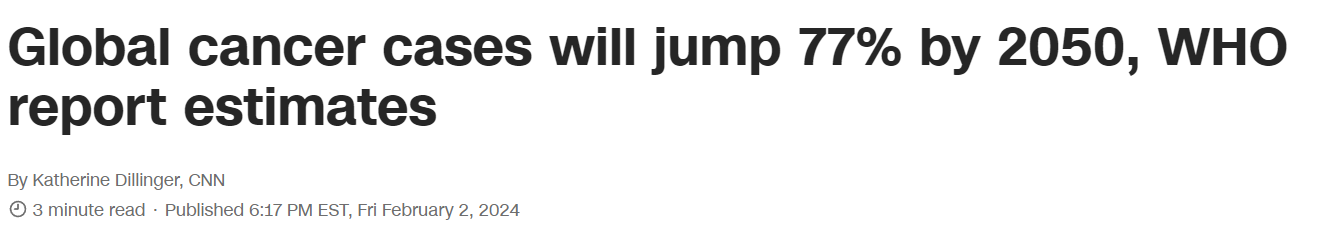 Global cancer cases will jump 77% by 2050, WHO
report estimates
By Katherine Dillinger, CNN
3 minute read · Published 6:17 PM EST, Fri February 2, 2024